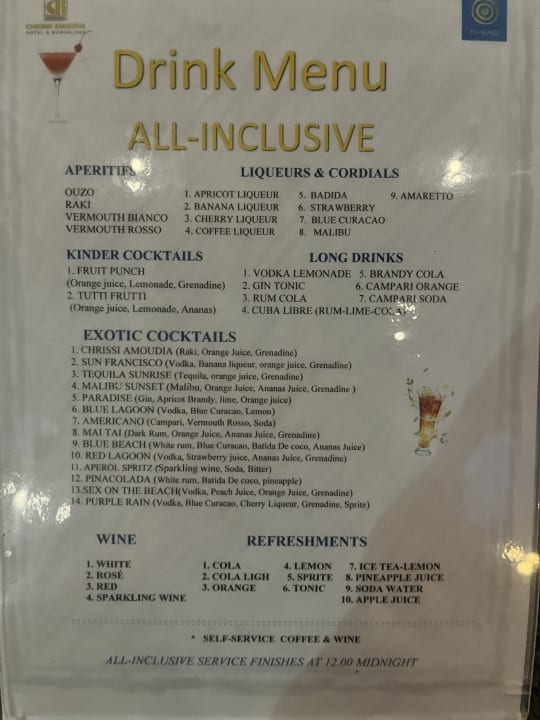 CHRISSI AMOUDIA
HOTEL & BUNGALOWS
Drink Menu
ALL-INCLUSIVE
APERITIFS
OUZO
RAKI
VERMOUTH BIANCO
VERMOUTH ROSSO
LIQUEURS & CORDIALS
1. APRICOT LIQUEUR
2. BANANA LIQUEUR
3. CHERRY LIQUEUR
4. COFFEE LIQUEUR
5. BADIDA
6. STRAWBERRY
7. BLUE CURACAO
8. MALIBU
9. AMARETTO
KINDER COCKTAILS
1. FRUIT PUNCH
(Orange juice, Lemonade, Grenadine)
2. TUTTI FRUTTI
(Orange juice, Lemonade, Ananas)
LONG DRINKS
1. VODKA LEMONADE
2. GIN TONIC
3. RUM COLA
4. CUBA LIBRE (RUM-LIME-COLA)
5. BRANDY COLA
6. CAMPARI ORANGE
7. CAMPARI SODA
EXOTIC COCKTAILS
1. CHRISSI AMOUDIA (Raki, Orange Juice, Grenadine)
2. SUN FRANCISCO (Vodka, Banana liqueur, orange juice, Grenadine)
3. TEQUILA SUNRISE (Tequila, orange juice, Grenadine)
4. MALIBU SUNSET (Malibu, Orange Juice, Ananas Juice, Grenadine )
5. PARADISE (Gin, Apricot Brandy, lime, Orange juice)
6. BLUE LAGOON (Vodka, Blue Curacao, Lemon)
7. AMERICANO (Campari, Vermouth Rosso, Soda)
8. MAI TAI (Dark Rum, Orange Juice, Ananas Juice, Grenadine)
9. BLUE BEACH (White rum, Blue Curacao, Batida De coco, Ananas Juice)
10. RED LAGOON (Vodka, Strawberry juice, Ananas Juice, Grenadine)
11. APEROL SPRITZ (Sparkling wine, Soda, Bitter)
12. PINACOLADA (White rum, Batida De coco, pineapple)
13.SEX ON THE BEACH(Vodka, Peach Juice, Orange Juice, Grenadine)
14. PURPLE RAIN (Vodka, Blue Curacao, Cherry Liqueur, Grenadine, Sprite)
WINE
1. WHITE
2. ROSÉ
3. RED
4. SPARKLING WINE
REFRESHMENTS
1. COLA
2. COLA LIGH
3. ORANGE
4. LEMON
5. SPRITE
6. TONIC
7. ICE TEA-LEMON
8. PINEAPPLE JUICE
9. SODA WATER
10. APPLE JUICE
* SELF-SERVICE COFFEE & WINE
ALL-INCLUSIVE SERVICE FINISHES AT 12.00 MIDNIGHT